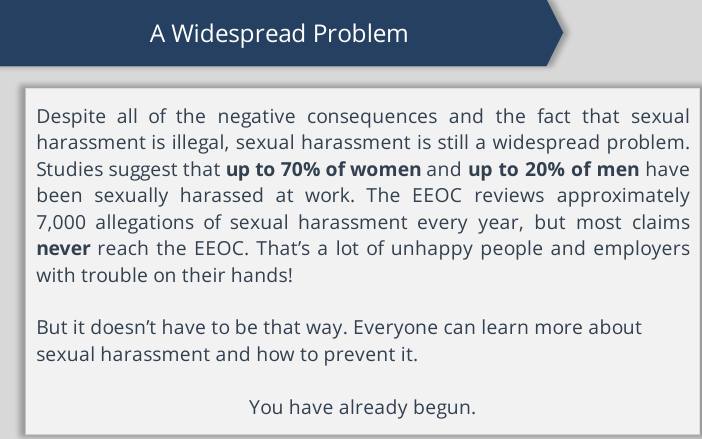 A Widespread Problem
Despite all of the negative consequences and the fact that sexual
harassment is illegal, sexual harassment is still a widespread problem.
Studies suggest that up to 70% of women and up to 20% of men have
been sexually harassed at work. The EEOC reviews approximately
7,000 allegations of sexual harassment every year, but most claims
never reach the EEOC. That’s a lot of unhappy people and employers
with trouble on their hands!
But it doesn’t have to be that way. Everyone can learn more about
sexual harassment and how to prevent it.
You have already begun.